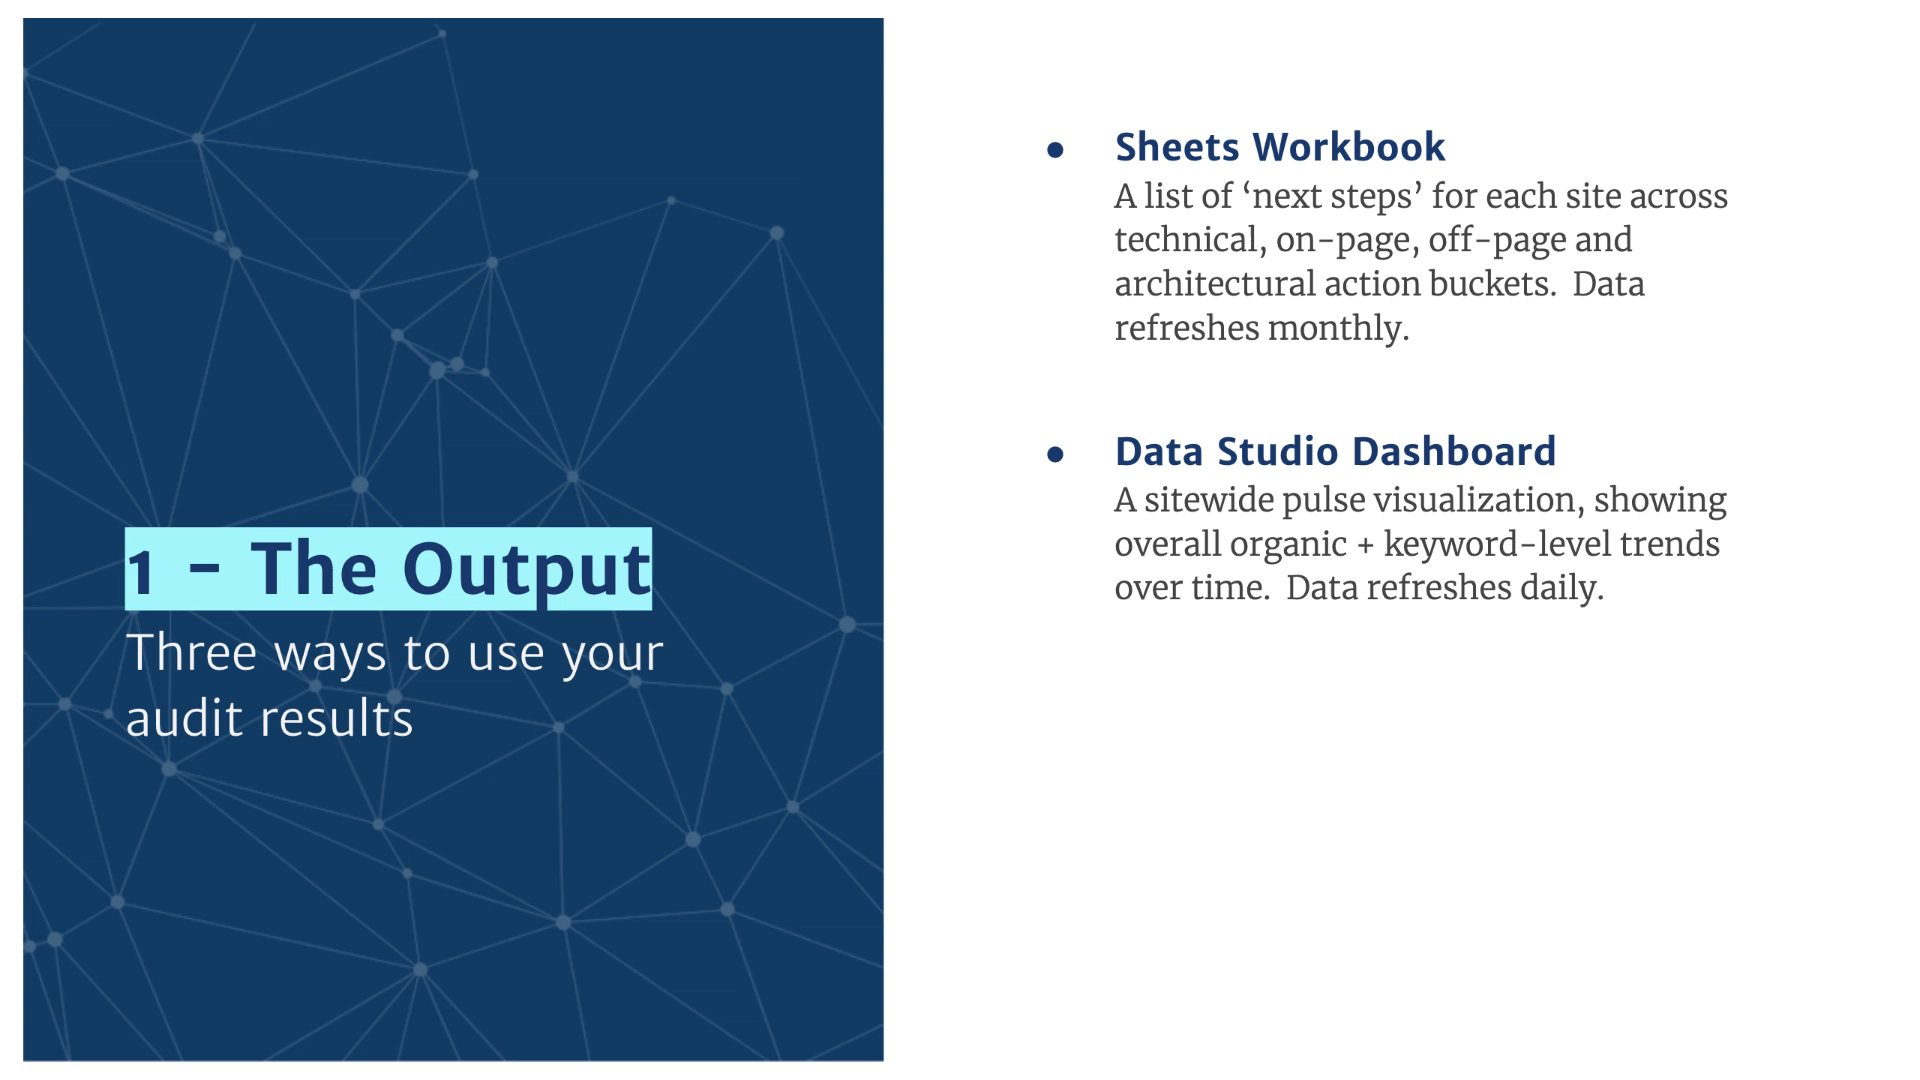 1 - The Output
Three ways to use your
audit results
● Sheets Workbook
A list of ‘next steps’ for each site across
technical, on-page, off-page and
architectural action buckets.  Data
refreshes monthly.
● Data Studio Dashboard
A sitewide pulse visualization, showing
overall organic + keyword-level trends
over time.  Data refreshes daily.